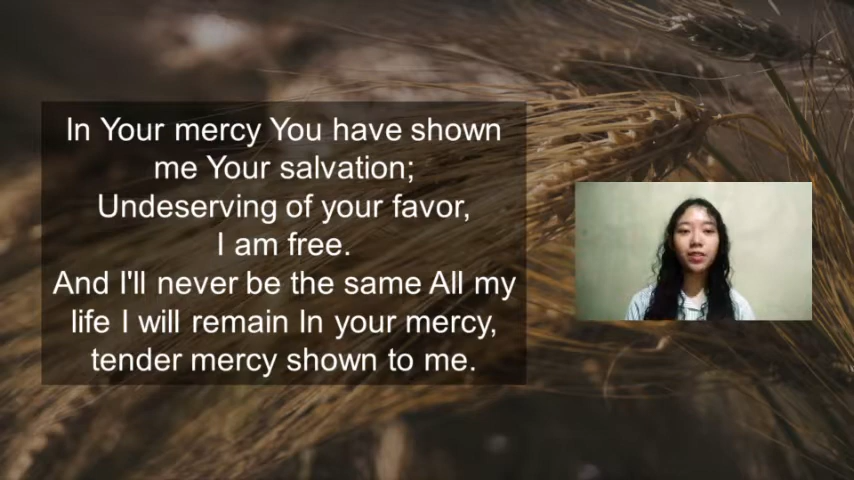 In Your mercy You have shown
me Your salvation;
Undeserving of your favor,
I am free.
And I'll never be the same All my
life I will remain In your mercy,
tender mercy shown to me.